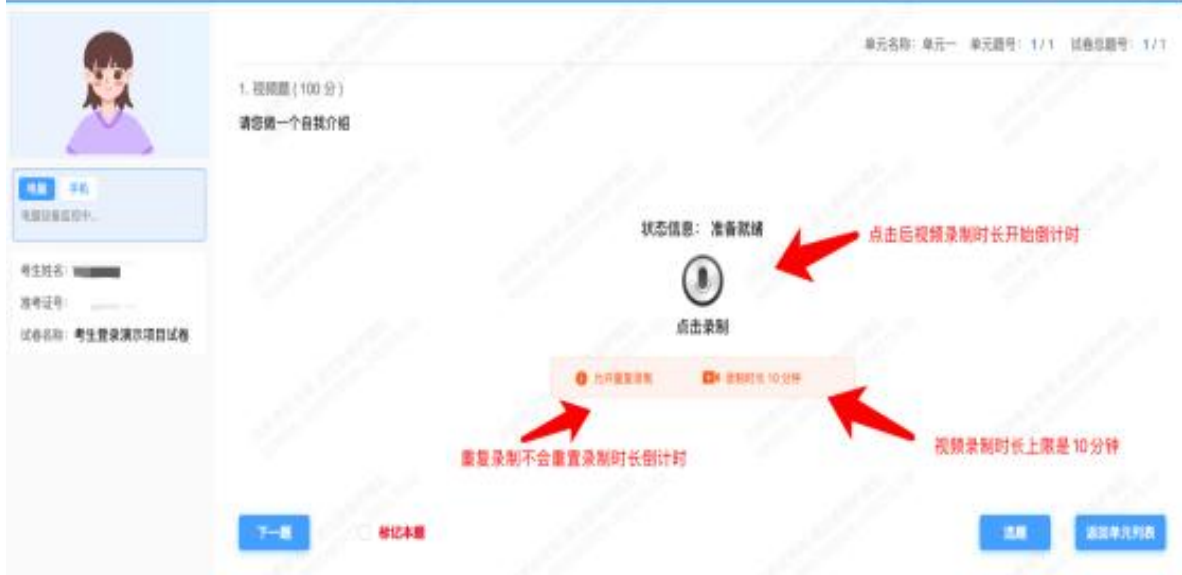 单元名称：单元一 单元题号：1/1 试卷总题号：1/1
1. 视频题(100 分)
请您做一个自我介绍
电脑 手机
电脑设备监控中...
状态信息：准备就绪
点击后视频录制时长开始倒计时
考生姓名：
准考证号：
试卷名称：考生登录演示项目试卷
点击录制
允许重复录制 录制时长 10 分钟
视频录制时长上限是 10 分钟
重复录制不会重置录制时长倒计时
下一题 标记本题 返回单元列表